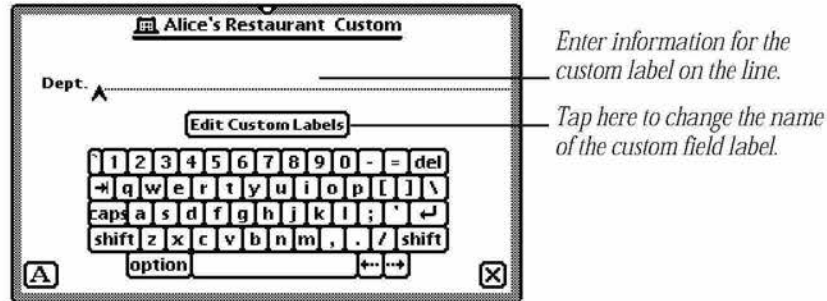 Alice's Restaurant Custom
Enter information for the
custom label on the line.
Dept.
Edit Custom Labels
Tap here to change the name
of the custom field label.
` 1 2 3 4 5 6 7 8 9 0 - = del
⇥ q w e r t y u i o p [ ] \
caps a s d f g h j k l ; ' ↵
shift z x c v b n m , . / shift
option ← →
A X